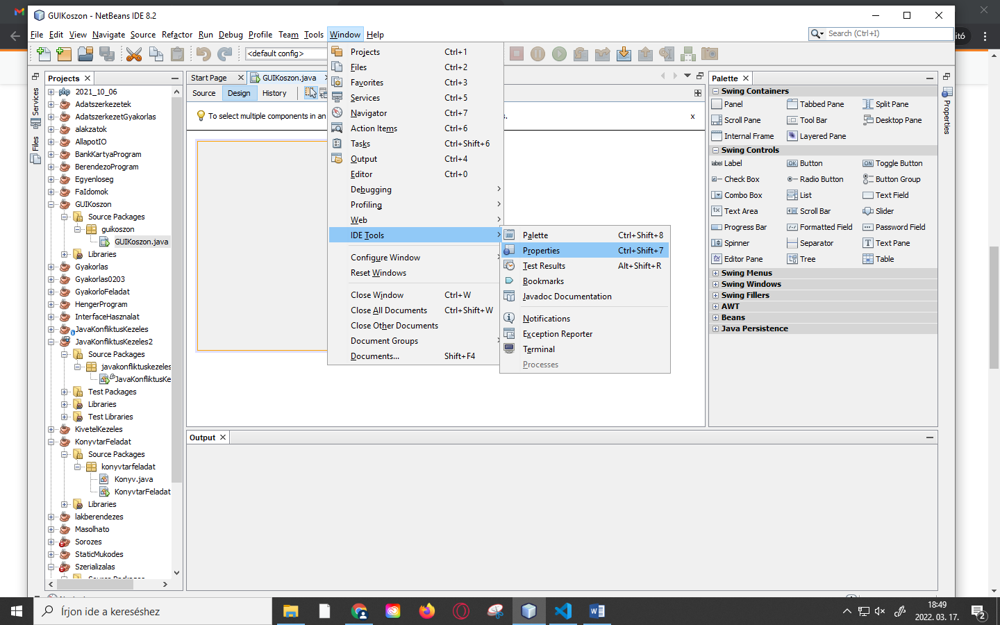 GUIKoszon - NetBeans IDE 8.2
File Edit View Navigate Source Refactor Run Debug Profile Team Tools Window Help
Search (Ctrl+I)
<default config>
Projects
Services
Files
2021_10_06
Adatszerkezetek
AdatszerkezetGyakorlas
alakzatok
AllapotIO
BankKartyaProgram
BerendezoProgram
Egyenloseg
FaIdomok
GUIKoszon
Source Packages
guikoszon
GUIKoszon.java
Libraries
Gyakorlas
Gyakorlas0203
GyakorloFeladat
HengerProgram
InterfaceHasznalat
JavaKonfliktusKezeles
JavaKonfliktusKezeles2
Source Packages
javakonfliktuskezeles
JavaKonfliktusKe
Test Packages
Libraries
Test Libraries
KivetelKezeles
KonyvtarFeladat
Source Packages
konyvtarfeladat
Konyv.java
KonyvtarFeladat
Libraries
lakberendezes
Masolhato
Sorozes
StaticMukodes
Szerializalas
Start Page GUIKoszon.java
Source Design History
To select multiple components in an
s.
x
Projects Ctrl+1
Files Ctrl+2
Favorites Ctrl+3
Services Ctrl+5
Navigator Ctrl+7
Action Items Ctrl+6
Tasks Ctrl+Shift+6
Output Ctrl+4
Editor Ctrl+0
Debugging
Profiling
Web
IDE Tools
Configure Window
Reset Windows
Close Window Ctrl+W
Close All Documents Ctrl+Shift+W
Close Other Documents
Document Groups
Documents... Shift+F4
Palette Ctrl+Shift+8
Properties Ctrl+Shift+7
Test Results Alt+Shift+R
Bookmarks
Javadoc Documentation
Notifications
Exception Reporter
Terminal
Processes
Palette
Swing Containers
Panel Tabbed Pane Split Pane
Scroll Pane Tool Bar Desktop Pane
Internal Frame Layered Pane
Swing Controls
label Label OK Button ON Toggle Button
Check Box Radio Button Button Group
Combo Box List Text Field
Text Area Scroll Bar Slider
Progress Bar Formatted Field Password Field
Spinner Separator Text Pane
Editor Pane Tree Table
Swing Menus
Swing Windows
Swing Fillers
AWT
Beans
Java Persistence
Properties
Output
Írjon ide a kereséshez
18:49
2022. 03. 17.
2